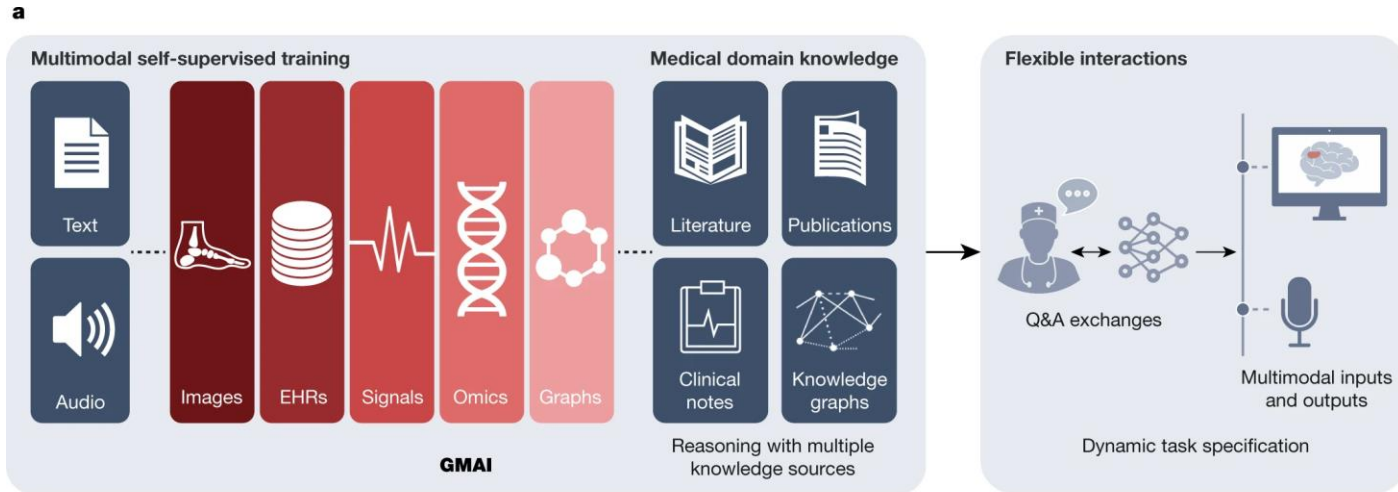 a
Multimodal self-supervised training
Medical domain knowledge
Flexible interactions
Text
Audio
Images
EHRs
Signals
Omics
Graphs
Literature
Publications
Clinical
notes
Knowledge
graphs
Reasoning with multiple
knowledge sources
GMAI
Q&A exchanges
Multimodal inputs
and outputs
Dynamic task specification